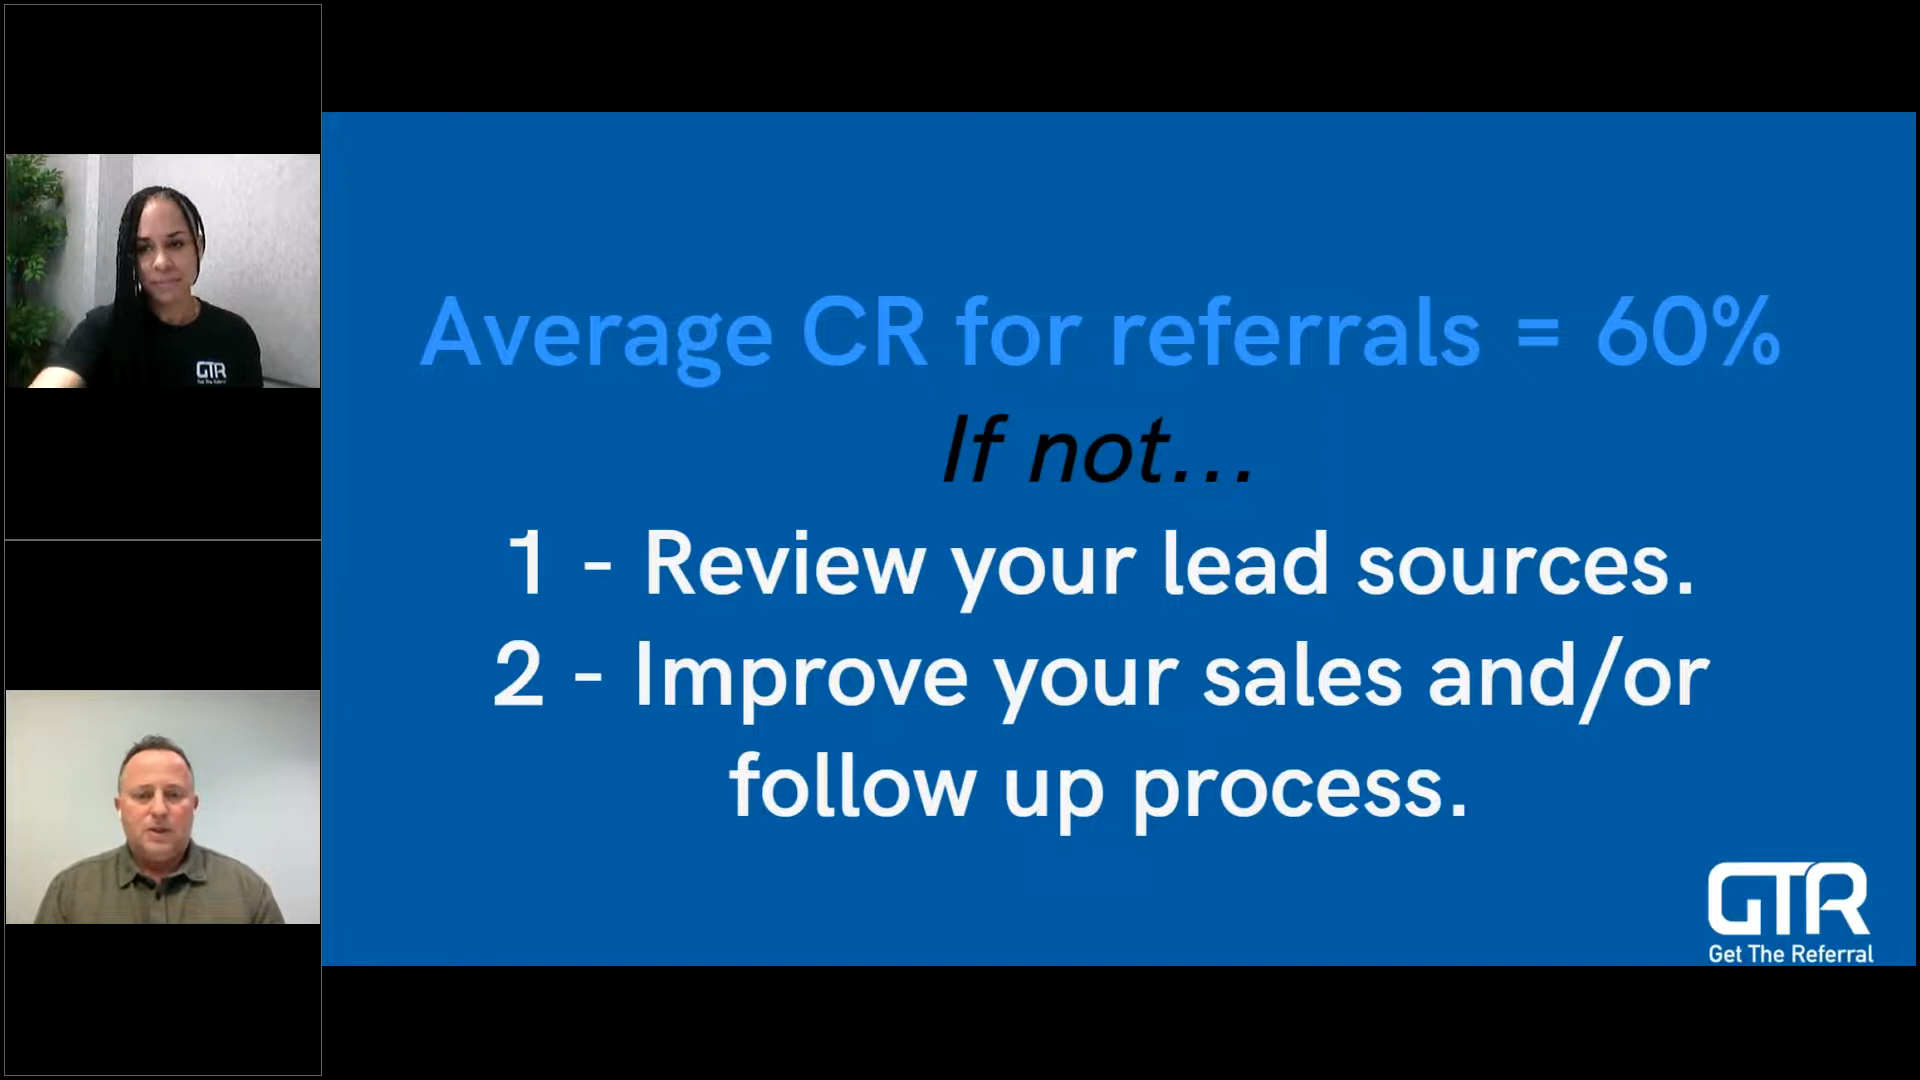 Average CR for referrals = 60%
If not...
1 - Review your lead sources.
2 - Improve your sales and/or
follow up process.
GTR
Get The Referral
GTR